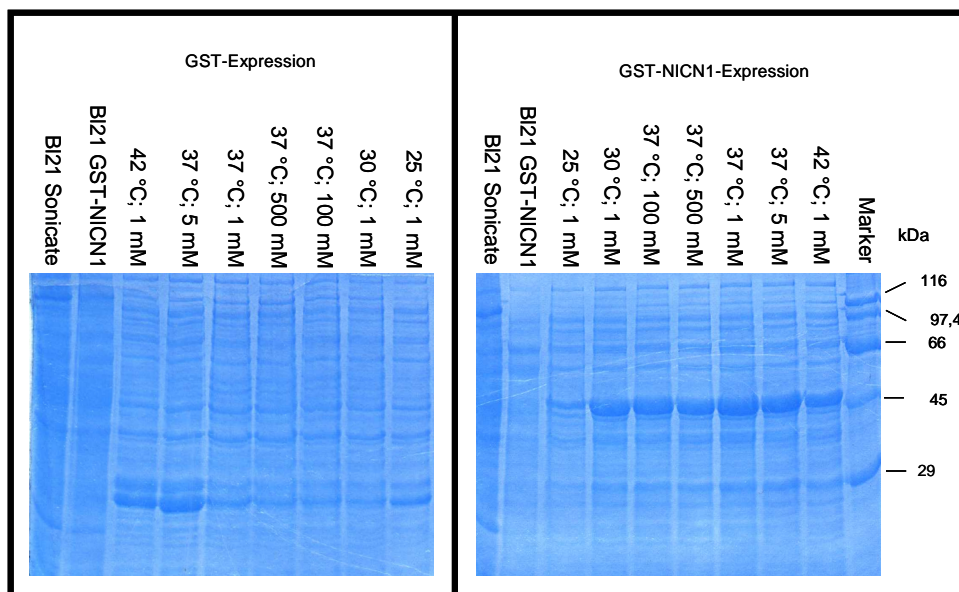 GST-Expression
Bl21 Sonicate
Bl21 GST-NICN1
42 °C; 1 mM
37 °C; 5 mM
37 °C; 1 mM
37 °C; 500 mM
37 °C; 100 mM
30 °C; 1 mM
25 °C; 1 mM
GST-NICN1-Expression
Bl21 Sonicate
Bl21 GST-NICN1
25 °C; 1 mM
30 °C; 1 mM
37 °C; 100 mM
37 °C; 500 mM
37 °C; 1 mM
37 °C; 5 mM
42 °C; 1 mM
Marker
kDa
116
97,4
66
45
29